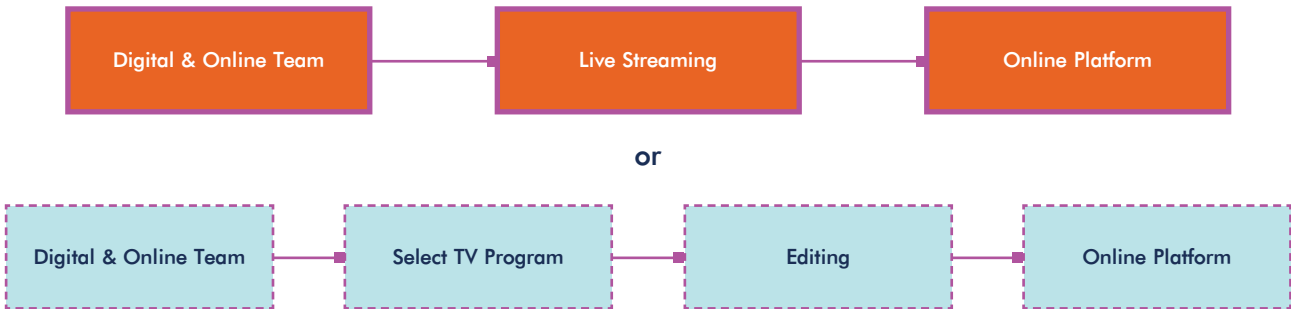 Digital & Online Team
Live Streaming
Online Platform
or
Digital & Online Team
Select TV Program
Editing
Online Platform